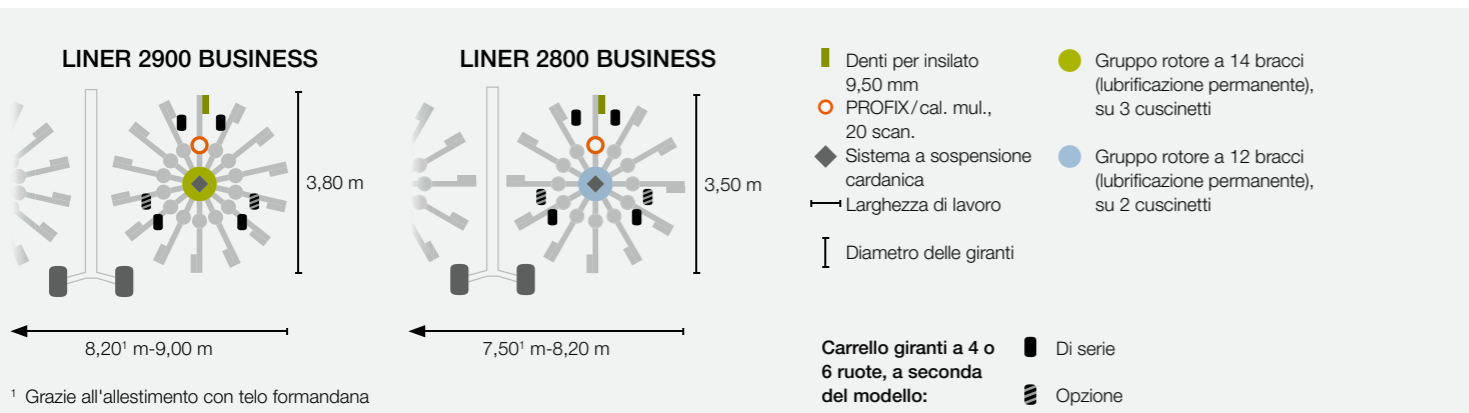 LINER 2900 BUSINESS
3,80 m
8,20¹ m-9,00 m
¹ Grazie all'allestimento con telo formandana
LINER 2800 BUSINESS
3,50 m
7,50¹ m-8,20 m
Denti per insilato
9,50 mm
PROFIX/cal. mul.,
20 scan.
Sistema a sospensione
cardanica
Larghezza di lavoro
Diametro delle giranti
Gruppo rotore a 14 bracci
(lubrificazione permanente),
su 3 cuscinetti
Gruppo rotore a 12 bracci
(lubrificazione permanente),
su 2 cuscinetti
Carrello giranti a 4 o
6 ruote, a seconda
del modello:
Di serie
Opzione